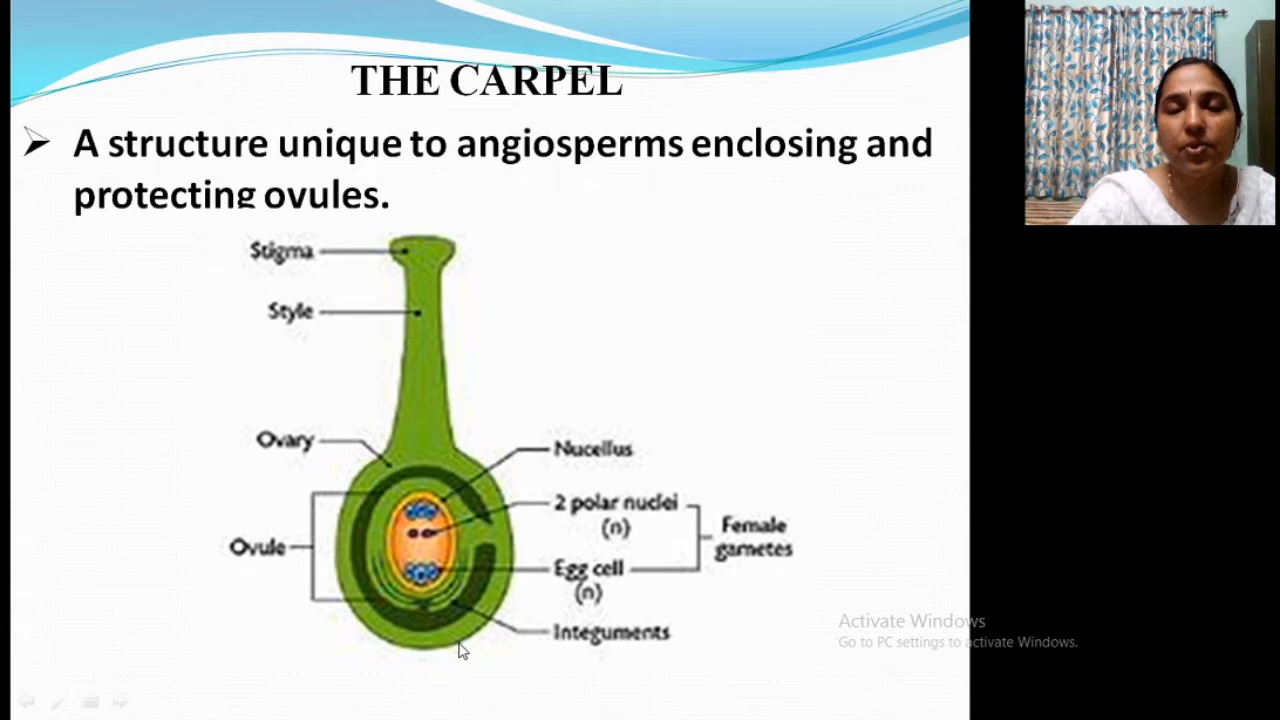 THE CARPEL
A structure unique to angiosperms enclosing and
protecting ovules.
Stigma
Style
Ovary
Nucellus
2 polar nuclei
(n)
Female
gametes
Ovule
Egg cell
(n)
Integuments
Activate Windows
Go to PC settings to activate Windows.